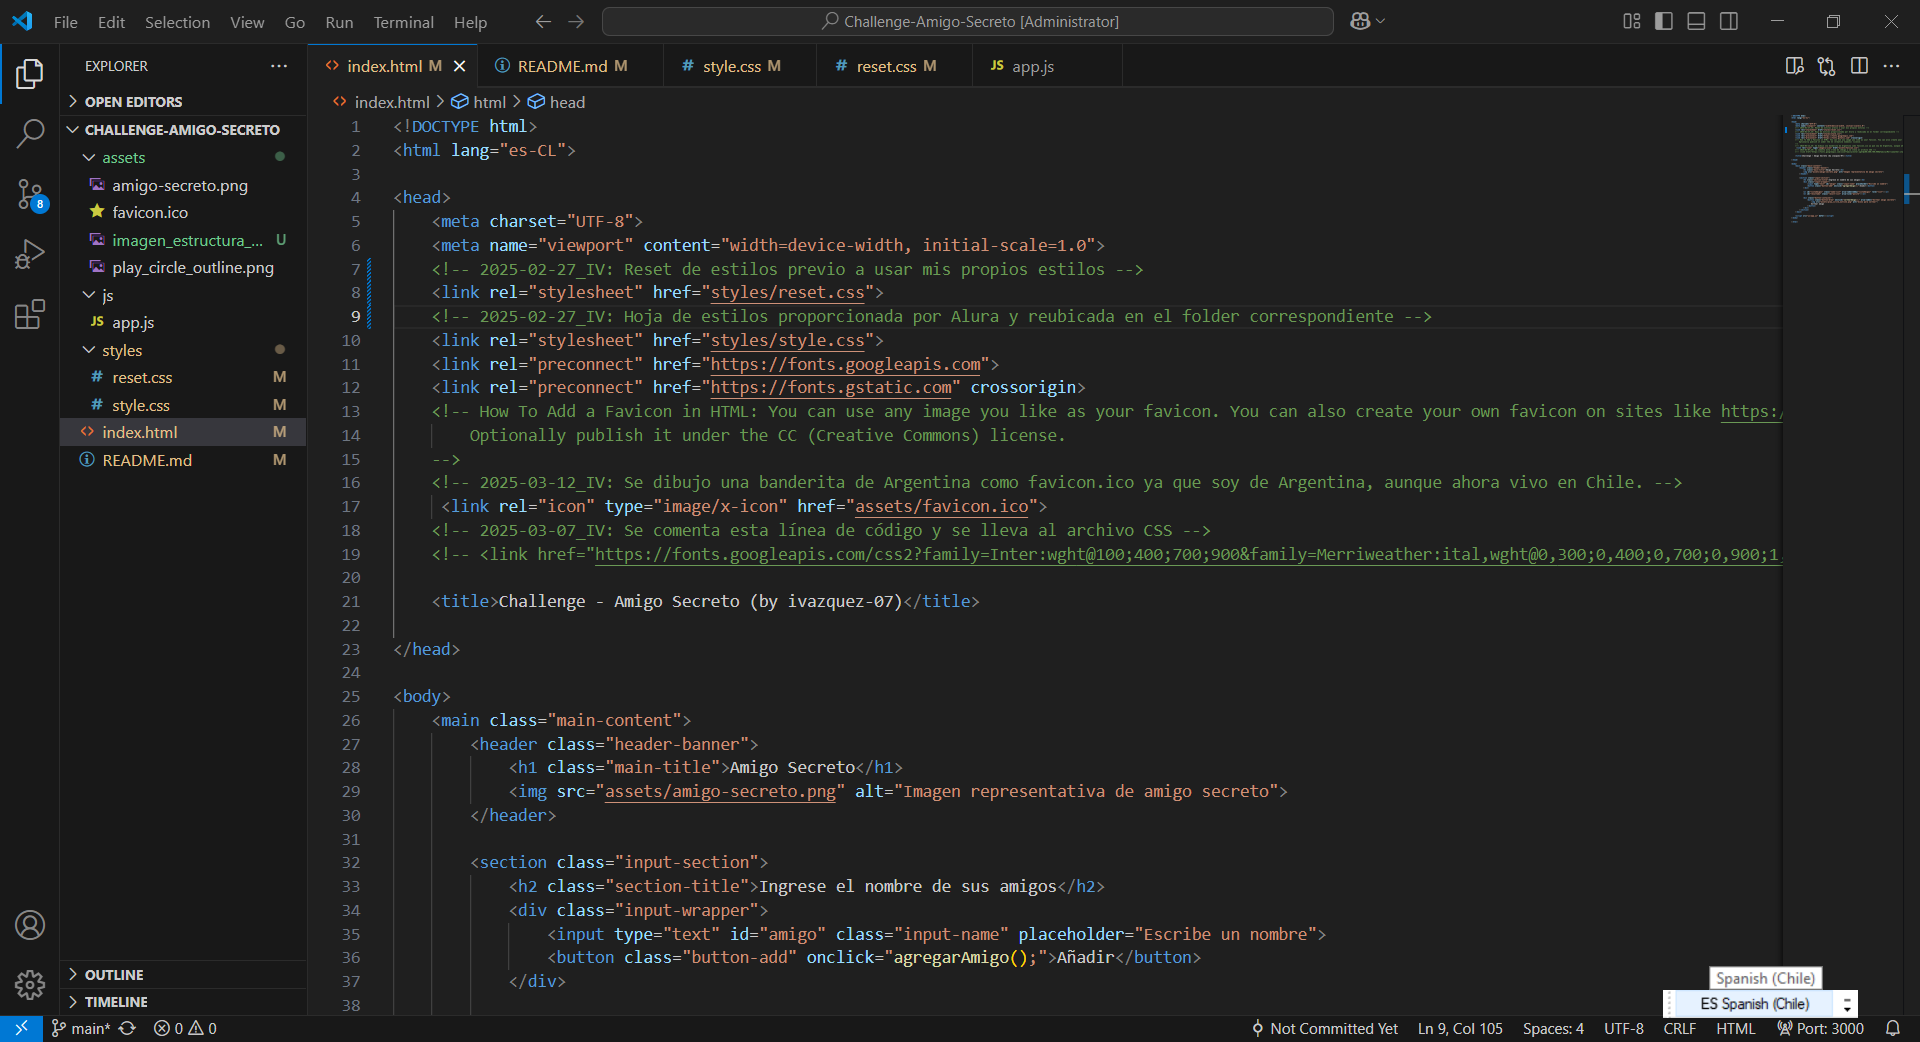 File Edit Selection View Go Run Terminal Help
Challenge-Amigo-Secreto [Administrator]
EXPLORER
OPEN EDITORS
CHALLENGE-AMIGO-SECRETO
assets
amigo-secreto.png
favicon.ico
imagen_estructura_... U
play_circle_outline.png
js
JS app.js
styles
# reset.css M
# style.css M
<> index.html M
README.md M
OUTLINE
TIMELINE
8
<> index.html M
README.md M
# style.css M
# reset.css M
JS app.js
<> index.html > html > head
1 <!DOCTYPE html>
2 <html lang="es-CL">
3
4 <head>
5 <meta charset="UTF-8">
6 <meta name="viewport" content="width=device-width, initial-scale=1.0">
7 <!-- 2025-02-27_IV: Reset de estilos previo a usar mis propios estilos -->
8 <link rel="stylesheet" href="styles/reset.css">
9 <!-- 2025-02-27_IV: Hoja de estilos proporcionada por Alura y reubicada en el folder correspondiente -->
10 <link rel="stylesheet" href="styles/style.css">
11 <link rel="preconnect" href="https://fonts.googleapis.com">
12 <link rel="preconnect" href="https://fonts.gstatic.com" crossorigin>
13 <!-- How To Add a Favicon in HTML: You can use any image you like as your favicon. You can also create your own favicon on sites like https:/
14 Optionally publish it under the CC (Creative Commons) license.
15 -->
16 <!-- 2025-03-12_IV: Se dibujo una banderita de Argentina como favicon.ico ya que soy de Argentina, aunque ahora vivo en Chile. -->
17 <link rel="icon" type="image/x-icon" href="assets/favicon.ico">
18 <!-- 2025-03-07_IV: Se comenta esta línea de código y se lleva al archivo CSS -->
19 <!-- <link href="https://fonts.googleapis.com/css2?family=Inter:wght@100;400;700;900&family=Merriweather:ital,wght@0,300;0,400;0,700;0,900;1,
20
21 <title>Challenge - Amigo Secreto (by ivazquez-07)</title>
22
23 </head>
24
25 <body>
26 <main class="main-content">
27 <header class="header-banner">
28 <h1 class="main-title">Amigo Secreto</h1>
29 <img src="assets/amigo-secreto.png" alt="Imagen representativa de amigo secreto">
30 </header>
31
32 <section class="input-section">
33 <h2 class="section-title">Ingrese el nombre de sus amigos</h2>
34 <div class="input-wrapper">
35 <input type="text" id="amigo" class="input-name" placeholder="Escribe un nombre">
36 <button class="button-add" onclick="agregarAmigo();">Añadir</button>
37 </div>
38
Spanish (Chile)
ES Spanish (Chile)
main* 0 0 Not Committed Yet Ln 9, Col 105 Spaces: 4 UTF-8 CRLF HTML Port: 3000